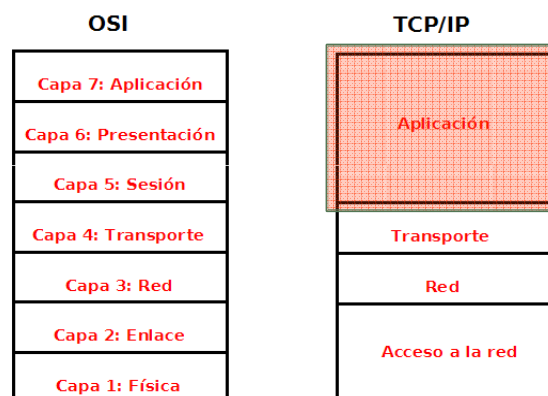 OSI
Capa 7: Aplicación
Capa 6: Presentación
Capa 5: Sesión
Capa 4: Transporte
Capa 3: Red
Capa 2: Enlace
Capa 1: Física
TCP/IP
Aplicación
Transporte
Red
Acceso a la red